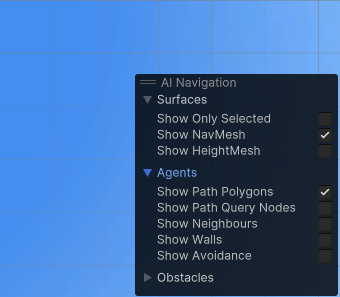 AI Navigation
Surfaces
Show Only Selected
Show NavMesh
Show HeightMesh
Agents
Show Path Polygons
Show Path Query Nodes
Show Neighbours
Show Walls
Show Avoidance
Obstacles